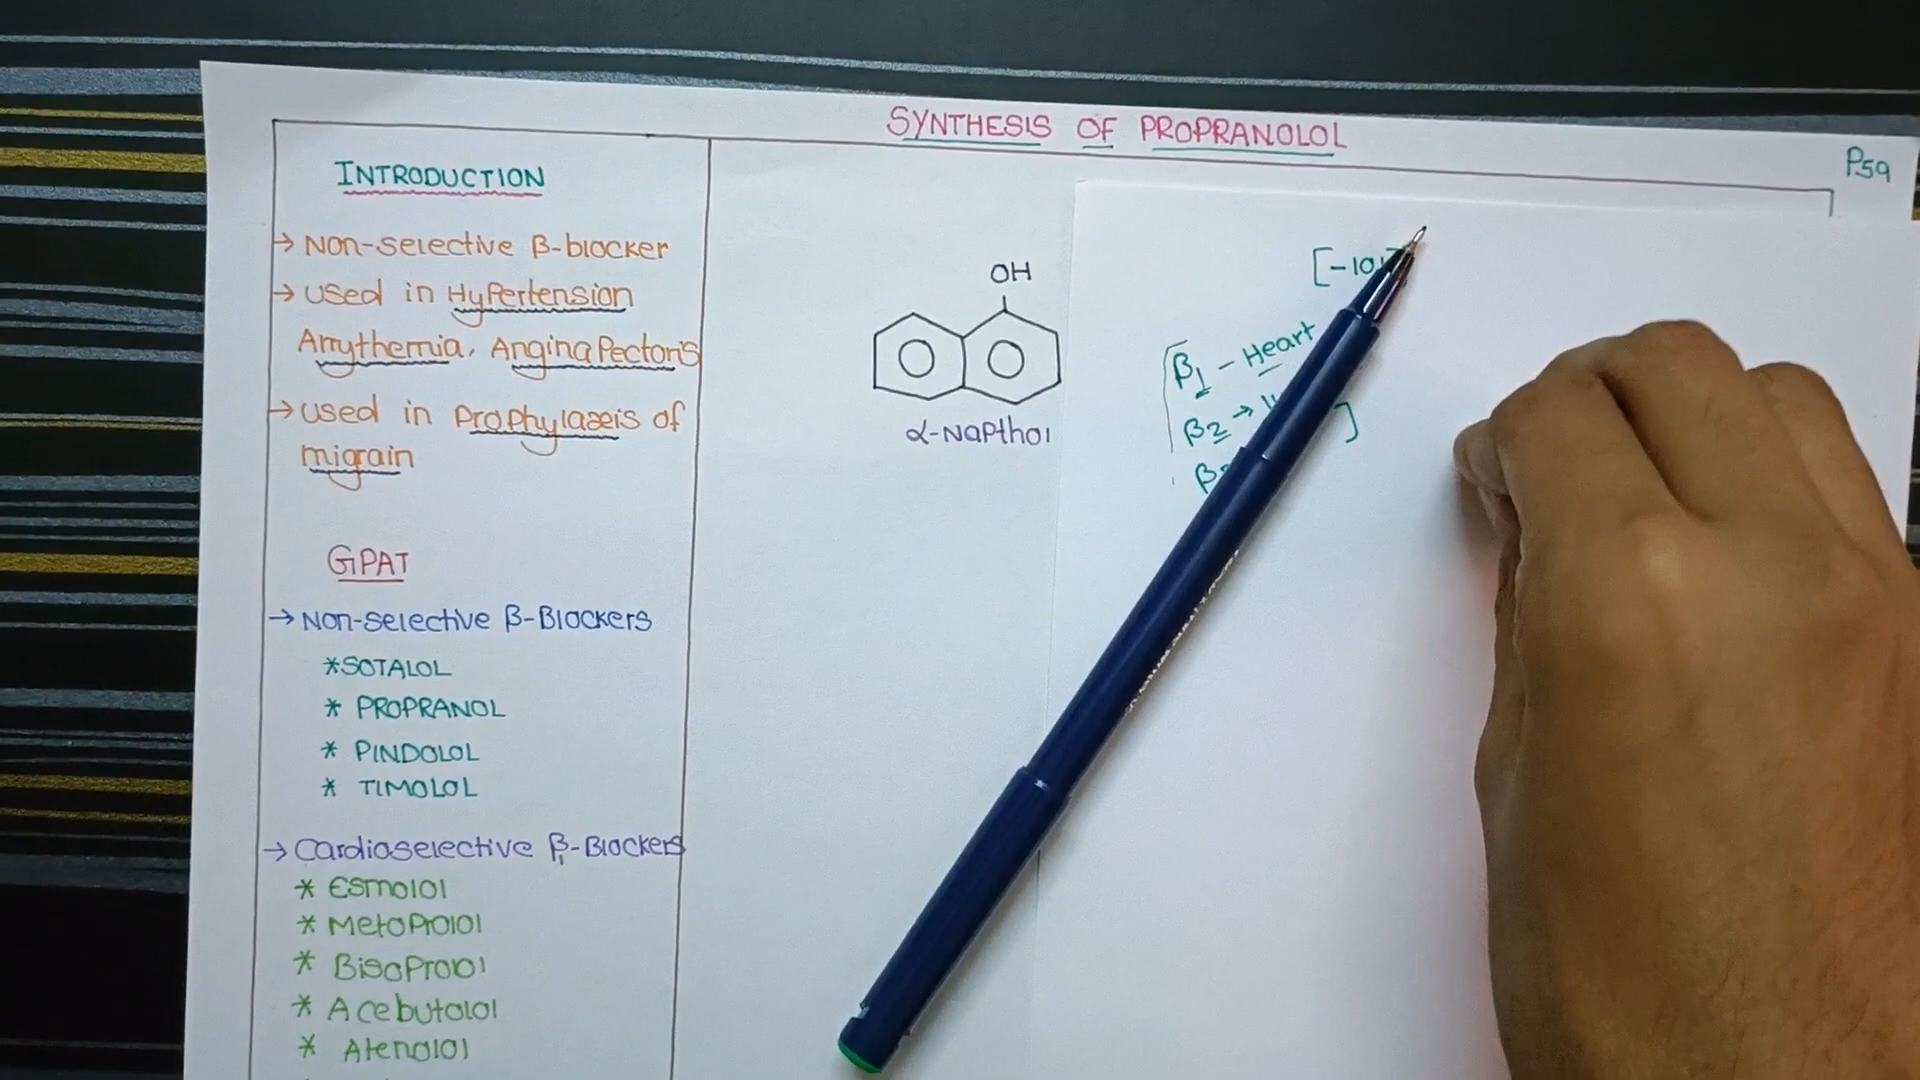 SYNTHESIS OF PROPRANOLOL
P59
INTRODUCTION
→ Non-selective β-blocker
→ used in Hypertension
Arrythemia, Angina Pectoris
→ used in Prophylaxeis of
migrain
GPAT
→ Non-selective β-Blockers
*SOTALOL
* PROPRANOL
* PINDOLOL
* TIMOLOL
→ Cardioselective β1-Blockers
* Esmolol
* Metoprolol
* Bisoprolol
* Acebutolol
* Atenolol
OH
α-Napthol
β1 - Heart
β2 →